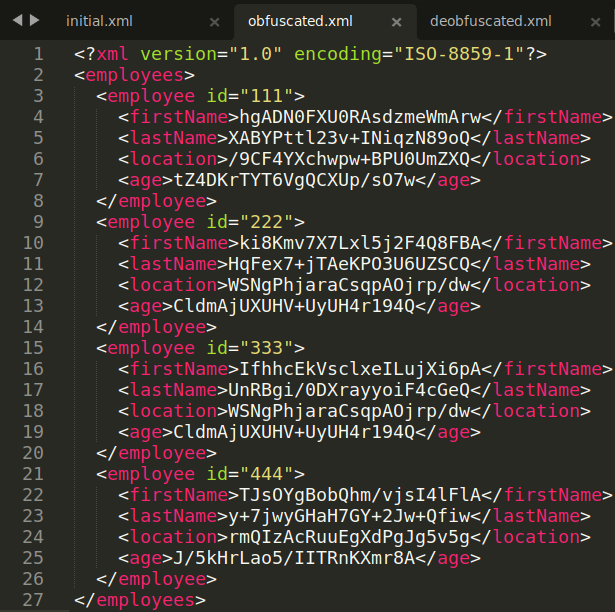 initial.xml × obfuscated.xml × deobfuscated.xml ×
1 <?xml version="1.0" encoding="ISO-8859-1"?>
2 <employees>
3 <employee id="111">
4 <firstName>hgADN0FXU0RAsdzmeWmArw</firstName>
5 <lastName>XABYPttl23v+INiqzN89oQ</lastName>
6 <location>/9CF4YXchwpw+BPU0UmZXQ</location>
7 <age>tZ4DKrTYT6VgQCXUp/sO7w</age>
8 </employee>
9 <employee id="222">
10 <firstName>ki8Kmv7X7Lxl5j2F4Q8FBA</firstName>
11 <lastName>HqFex7+jTAeKPO3U6UZSCQ</lastName>
12 <location>WSNgPhjaraCsqpAOjrp/dw</location>
13 <age>CldmAjUXUHV+UyUH4r194Q</age>
14 </employee>
15 <employee id="333">
16 <firstName>IfhhcEkVsclxeILujXi6pA</firstName>
17 <lastName>UnRBgi/0DXrayyoiF4cGeQ</lastName>
18 <location>WSNgPhjaraCsqpAOjrp/dw</location>
19 <age>CldmAjUXUHV+UyUH4r194Q</age>
20 </employee>
21 <employee id="444">
22 <firstName>TJsOYgBobQhm/vjsI4lFlA</firstName>
23 <lastName>y+7jwyGHaH7GY+2Jw+Qfiw</lastName>
24 <location>rmQIzAcRuuEgXdPgJg5v5g</location>
25 <age>J/5kHrLao5/IITRnKXmr8A</age>
26 </employee>
27 </employees>